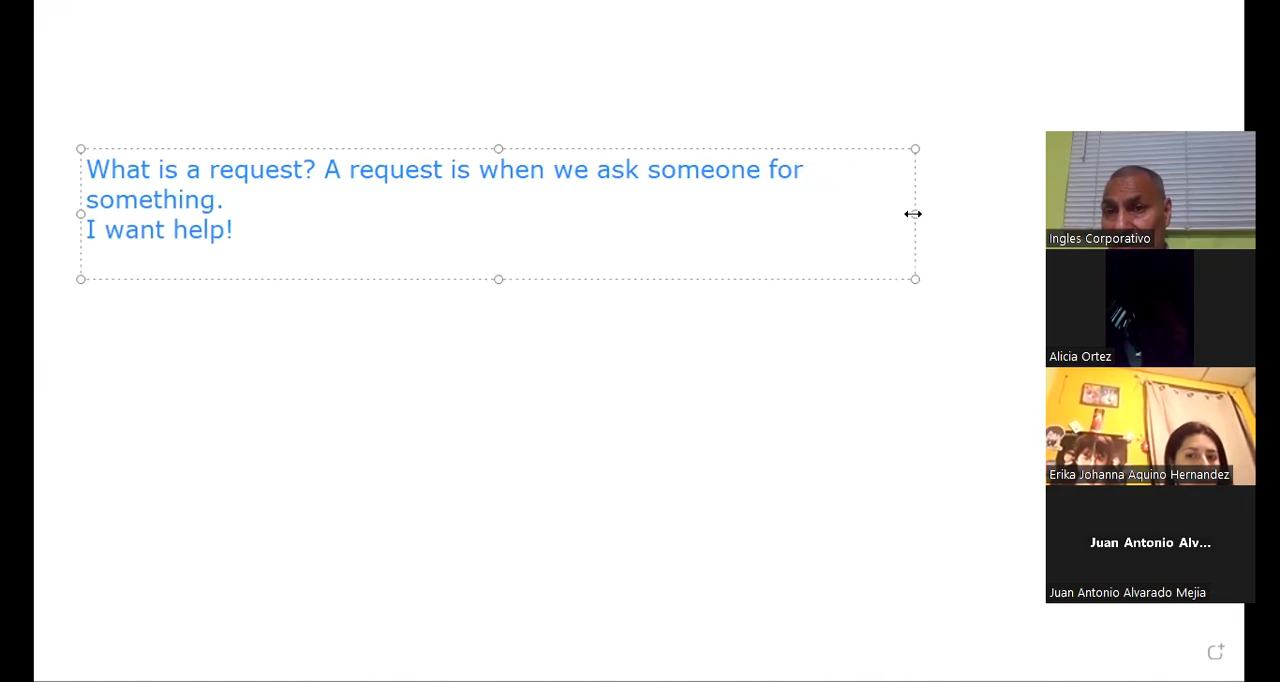 What is a request? A request is when we ask someone for
something.
I want help!
Ingles Corporativo
Alicia Ortez
Erika Johanna Aquino Hernandez
Juan Antonio Alv...
Juan Antonio Alvarado Mejia